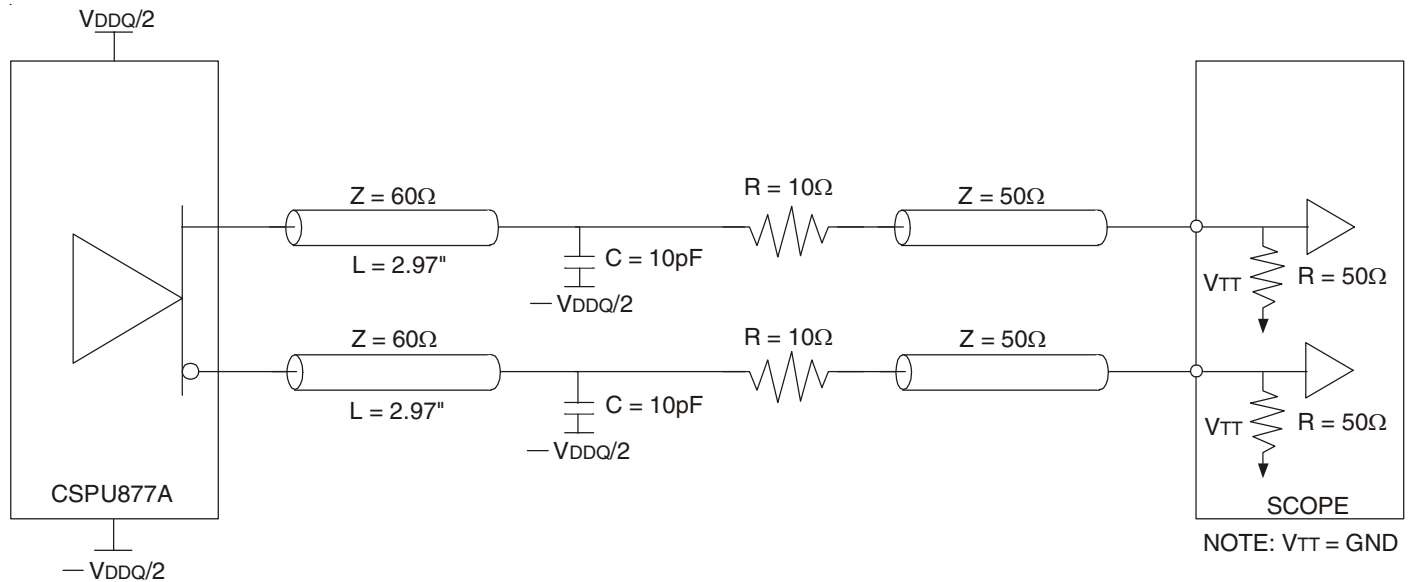 VDDQ/2
Z = 60Ω
R = 10Ω
Z = 50Ω
L = 2.97"
C = 10pF
– VDDQ/2
VTT
R = 50Ω
Z = 60Ω
R = 10Ω
Z = 50Ω
L = 2.97"
C = 10pF
– VDDQ/2
VTT
R = 50Ω
CSPU877A
SCOPE
NOTE: VTT = GND
– VDDQ/2